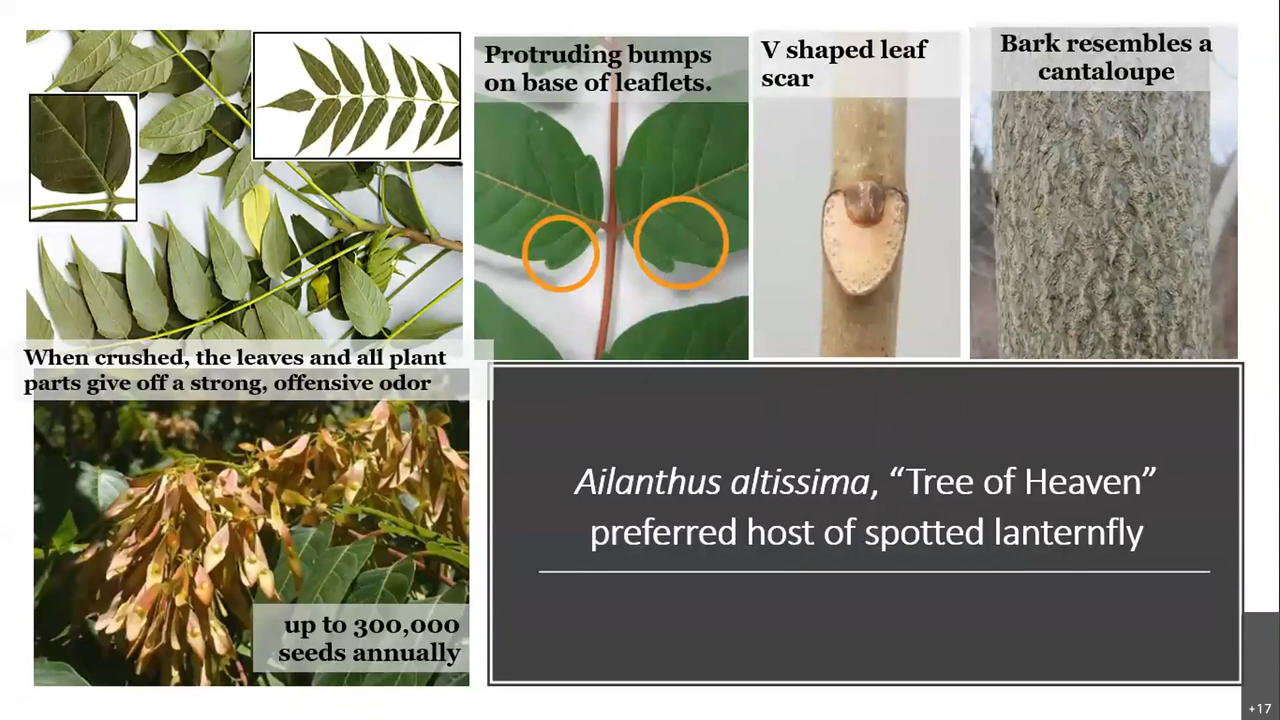 Protruding bumps
on base of leaflets.
V shaped leaf
scar
Bark resembles a
cantaloupe
When crushed, the leaves and all plant
parts give off a strong, offensive odor
up to 300,000
seeds annually
Ailanthus altissima, “Tree of Heaven”
preferred host of spotted lanternfly
+17